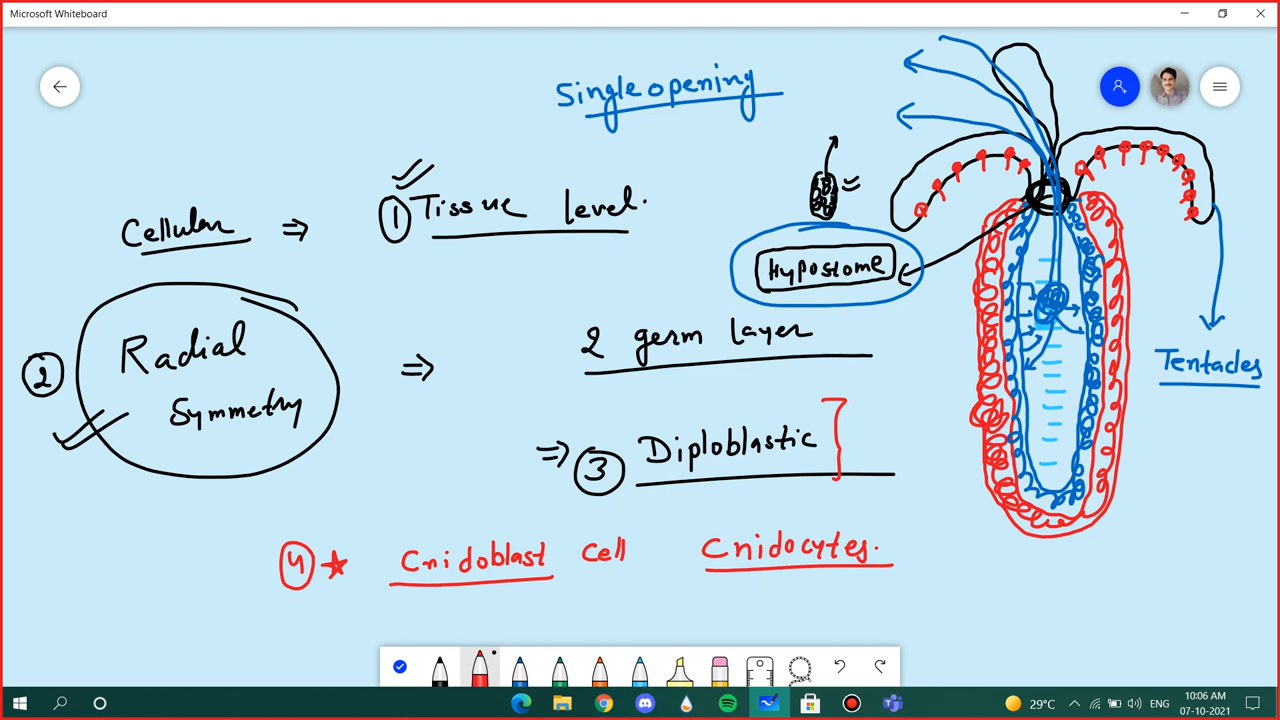 Microsoft Whiteboard
Single opening
Cellular ⇒ ① Tissue level.
Hypostome
② Radial Symmetry ⇒ 2 germ layer
Tentacles
⇒ ③ Diploblastic
④ ★ Cnidoblast cell Cnidocytes.
29°C ENG 10:06 AM
07-10-2021